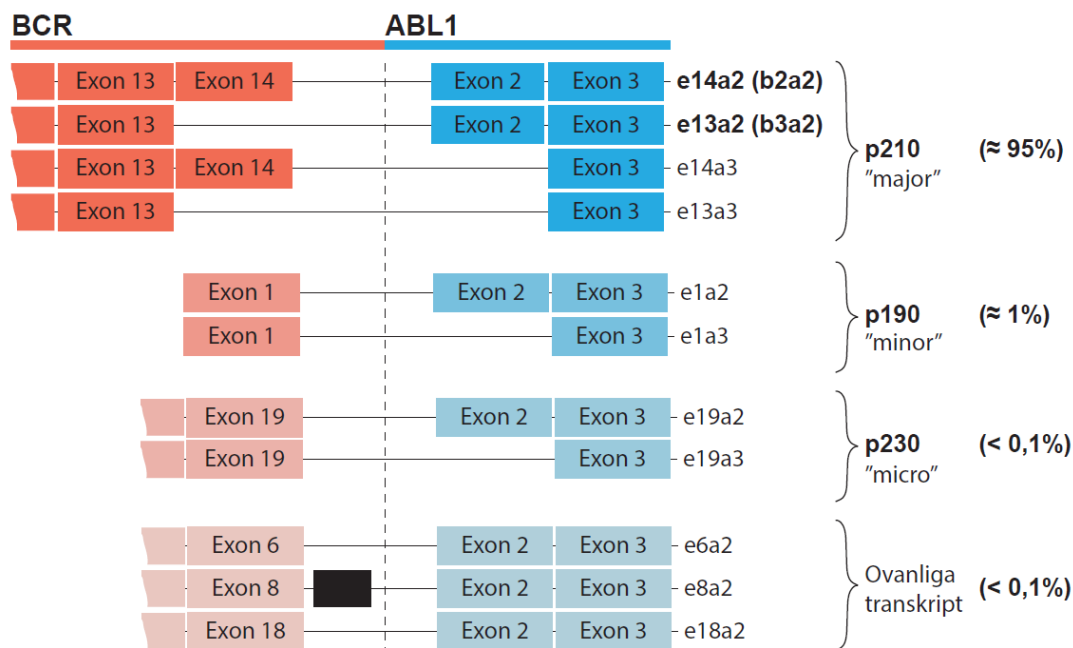 BCR ABL1
Exon 13 Exon 14 Exon 2 Exon 3 e14a2 (b2a2)
Exon 13 Exon 2 Exon 3 e13a2 (b3a2)
Exon 13 Exon 14 Exon 3 e14a3
Exon 13 Exon 3 e13a3
p210 (≈ 95%)
"major"
Exon 1 Exon 2 Exon 3 e1a2
Exon 1 Exon 3 e1a3
p190 (≈ 1%)
"minor"
Exon 19 Exon 2 Exon 3 e19a2
Exon 19 Exon 3 e19a3
p230 (< 0,1%)
"micro"
Exon 6 Exon 2 Exon 3 e6a2
Exon 8 Exon 2 Exon 3 e8a2
Exon 18 Exon 2 Exon 3 e18a2
Ovanliga
transkript (< 0,1%)